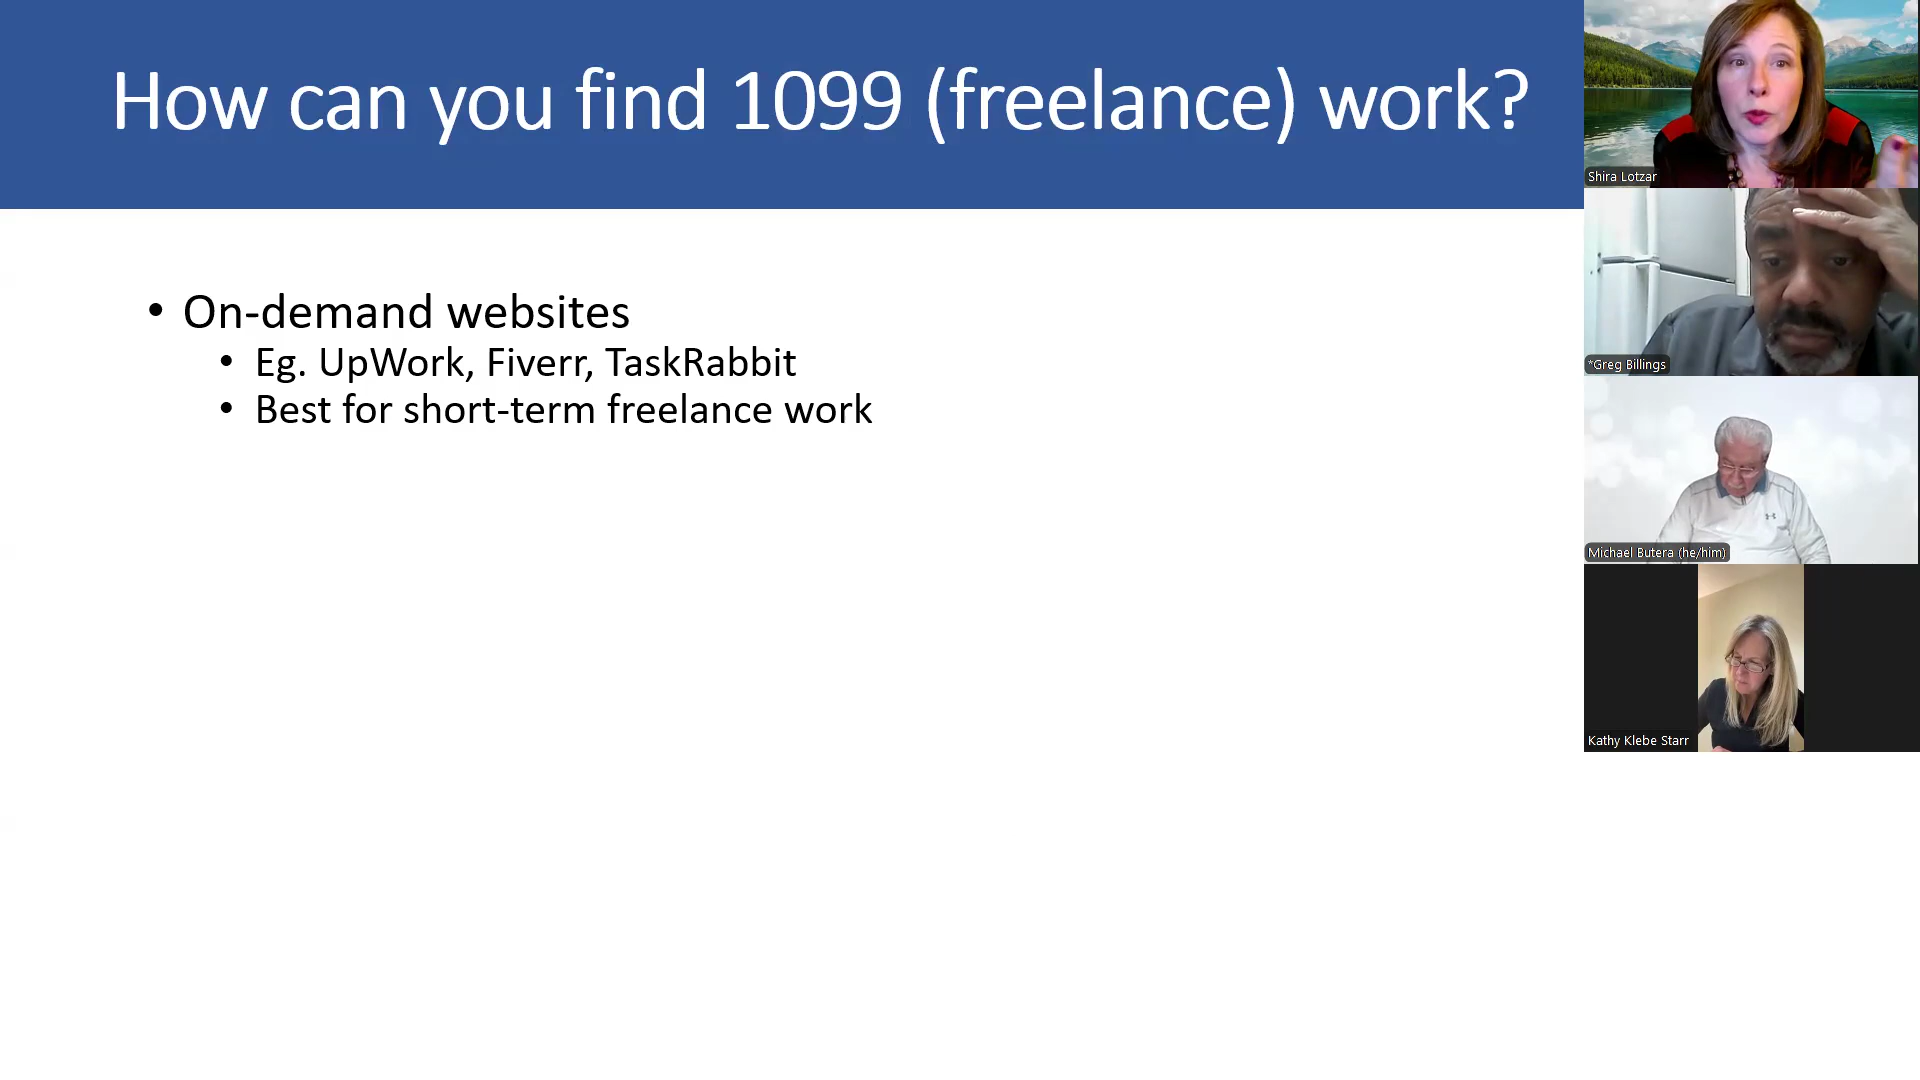 How can you find 1099 (freelance) work?
• On-demand websites
• Eg. UpWork, Fiverr, TaskRabbit
• Best for short-term freelance work
Shira Lotzar
*Greg Billings
Michael Butera (he/him)
Kathy Klebe Starr